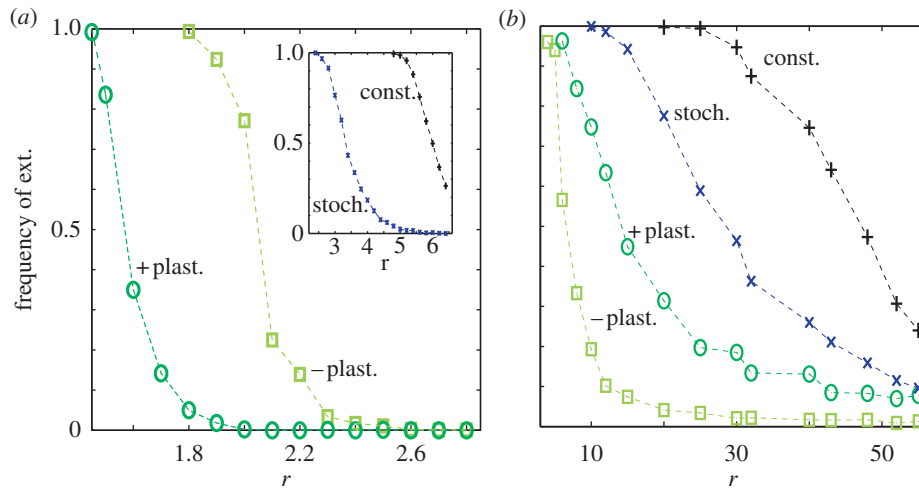 (a)
(b)
frequency of ext.
1.0
0.5
0
+ plast.
− plast.
1.8
2.2
2.6
r
1.0
0.5
0
const.
stoch.
3
4
5
6
r
const.
stoch.
+ plast.
− plast.
10
30
50
r